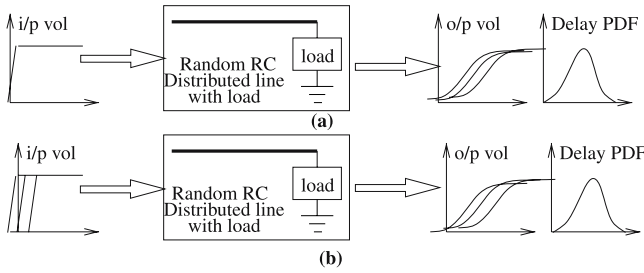 i/p vol
load
Random RC
Distributed line
with load
o/p vol
Delay PDF
(a)
i/p vol
load
Random RC
Distributed line
with load
o/p vol
Delay PDF
(b)